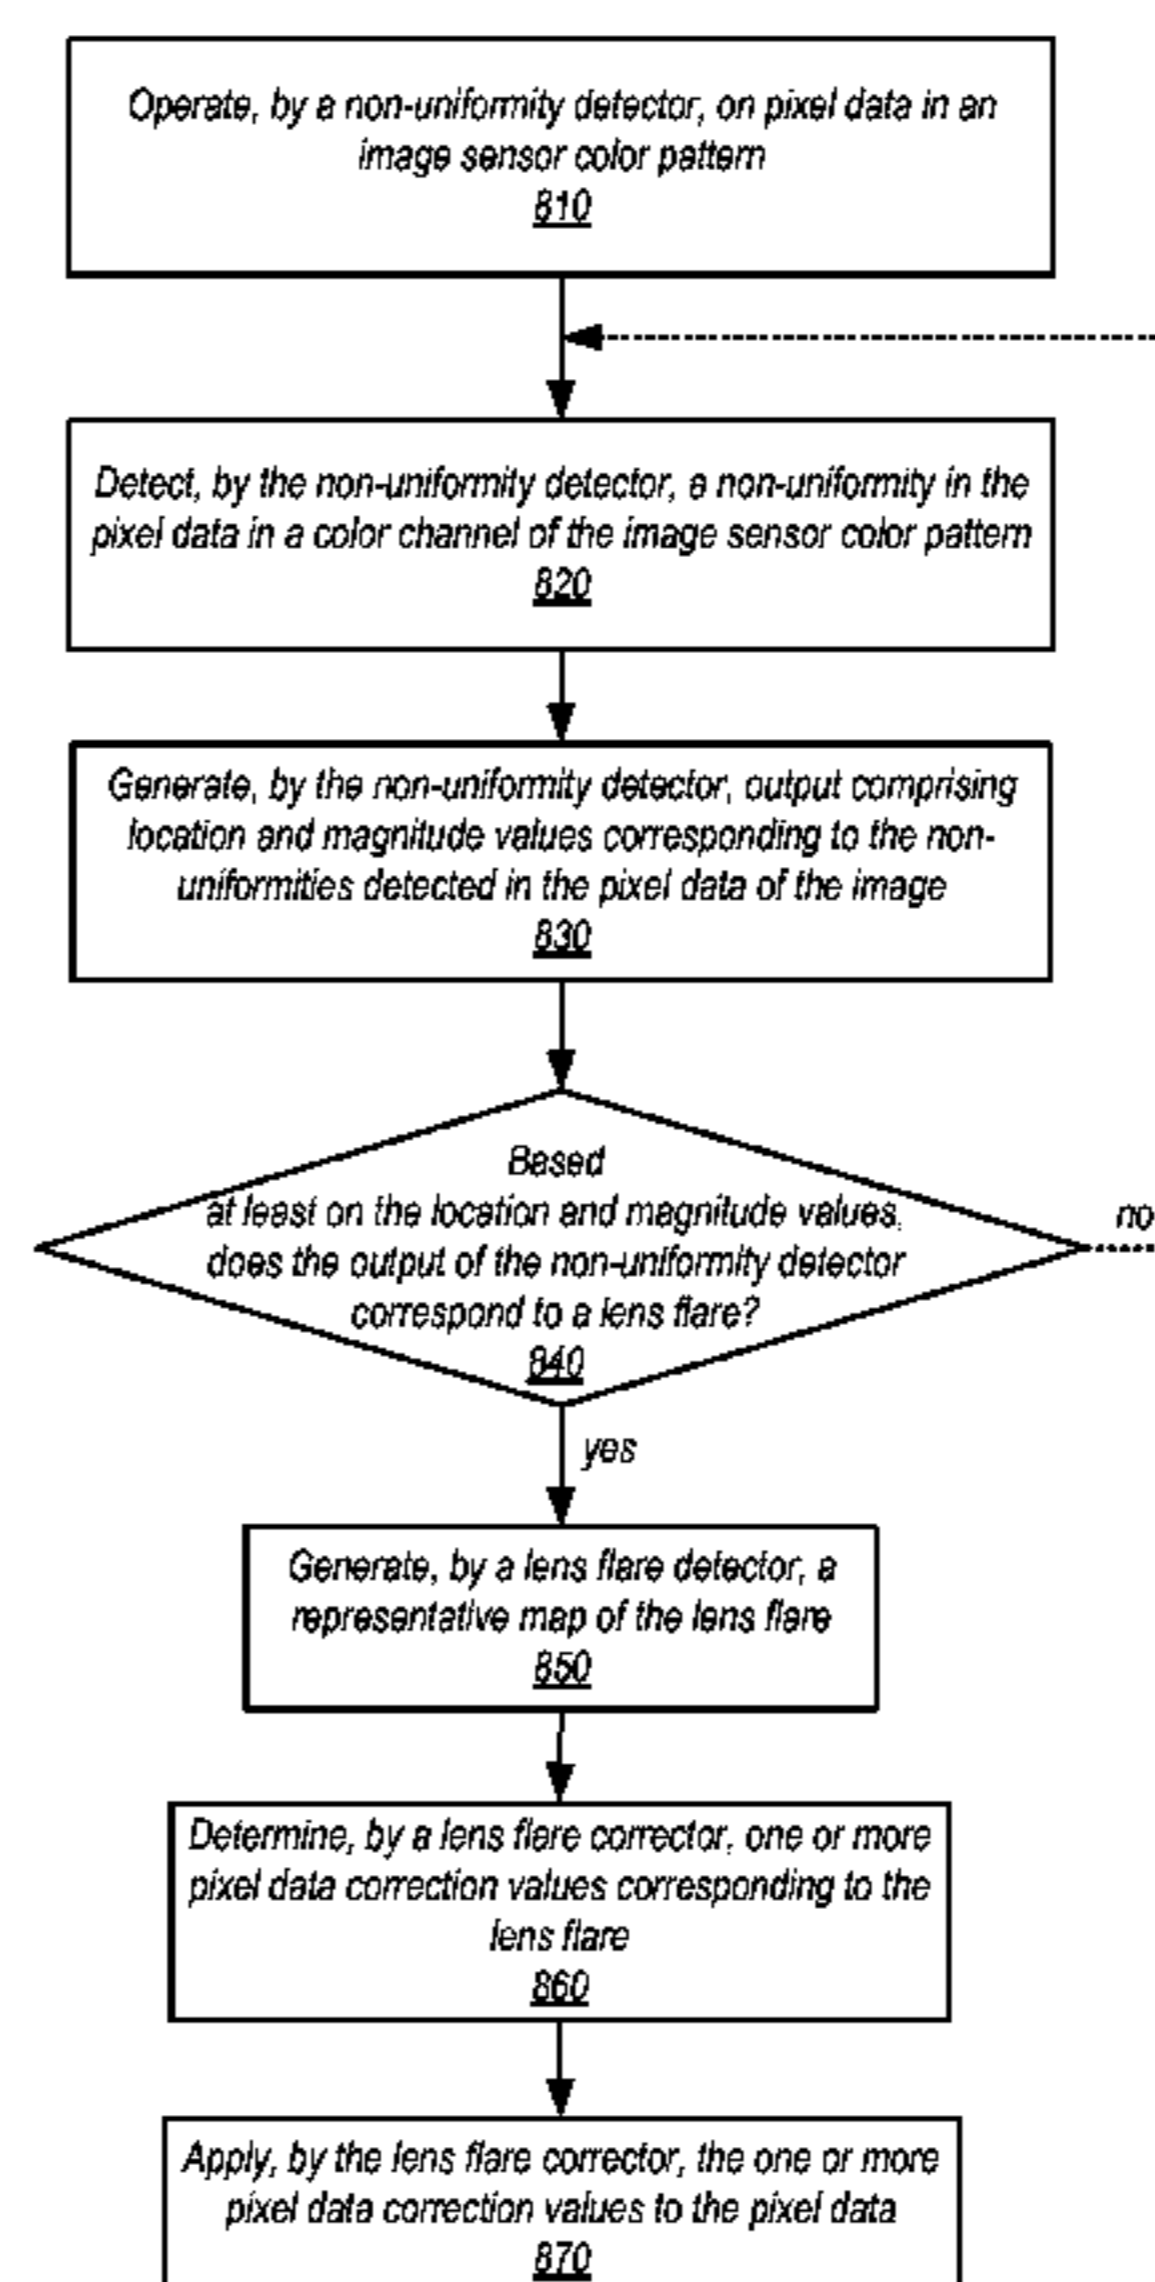 Operate, by a non-uniformity detector, on pixel data in an
image sensor color pattern
810
Detect, by the non-uniformity detector, a non-uniformity in the
pixel data in a color channel of the image sensor color pattern
820
Generate, by the non-uniformity detector, output comprising
location and magnitude values corresponding to the non-
uniformities detected in the pixel data of the image
830
Based
at least on the location and magnitude values,
does the output of the non-uniformity detector
correspond to a lens flare?
840
no
yes
Generate, by a lens flare detector, a
representative map of the lens flare
850
Determine, by a lens flare corrector, one or more
pixel data correction values corresponding to the
lens flare
860
Apply, by the lens flare corrector, the one or more
pixel data correction values to the pixel data
870